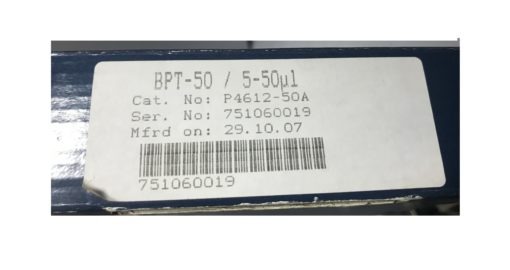 BPT-50 / 5-50µl
Cat. No: P4612-50A
Ser. No: 751060019
Mfrd on: 29.10.07
751060019